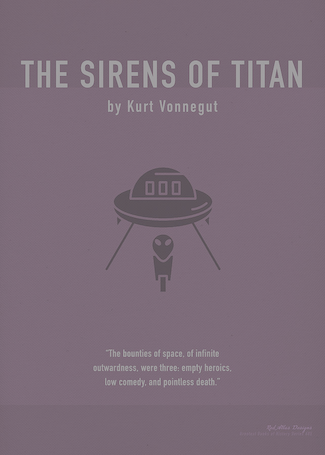 THE SIRENS OF TITAN
by Kurt Vonnegut
"The bounties of space, of infinite
outwardness, were three: empty heroics,
low comedy, and pointless death."